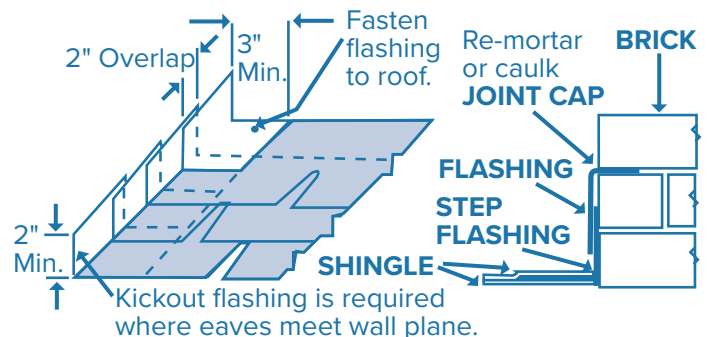 2" Overlap
3"
Min.
Fasten
flashing
to roof.
2"
Min.
Kickout flashing is required
where eaves meet wall plane.
Re-mortar
or caulk
JOINT CAP
BRICK
FLASHING
STEP
FLASHING
SHINGLE